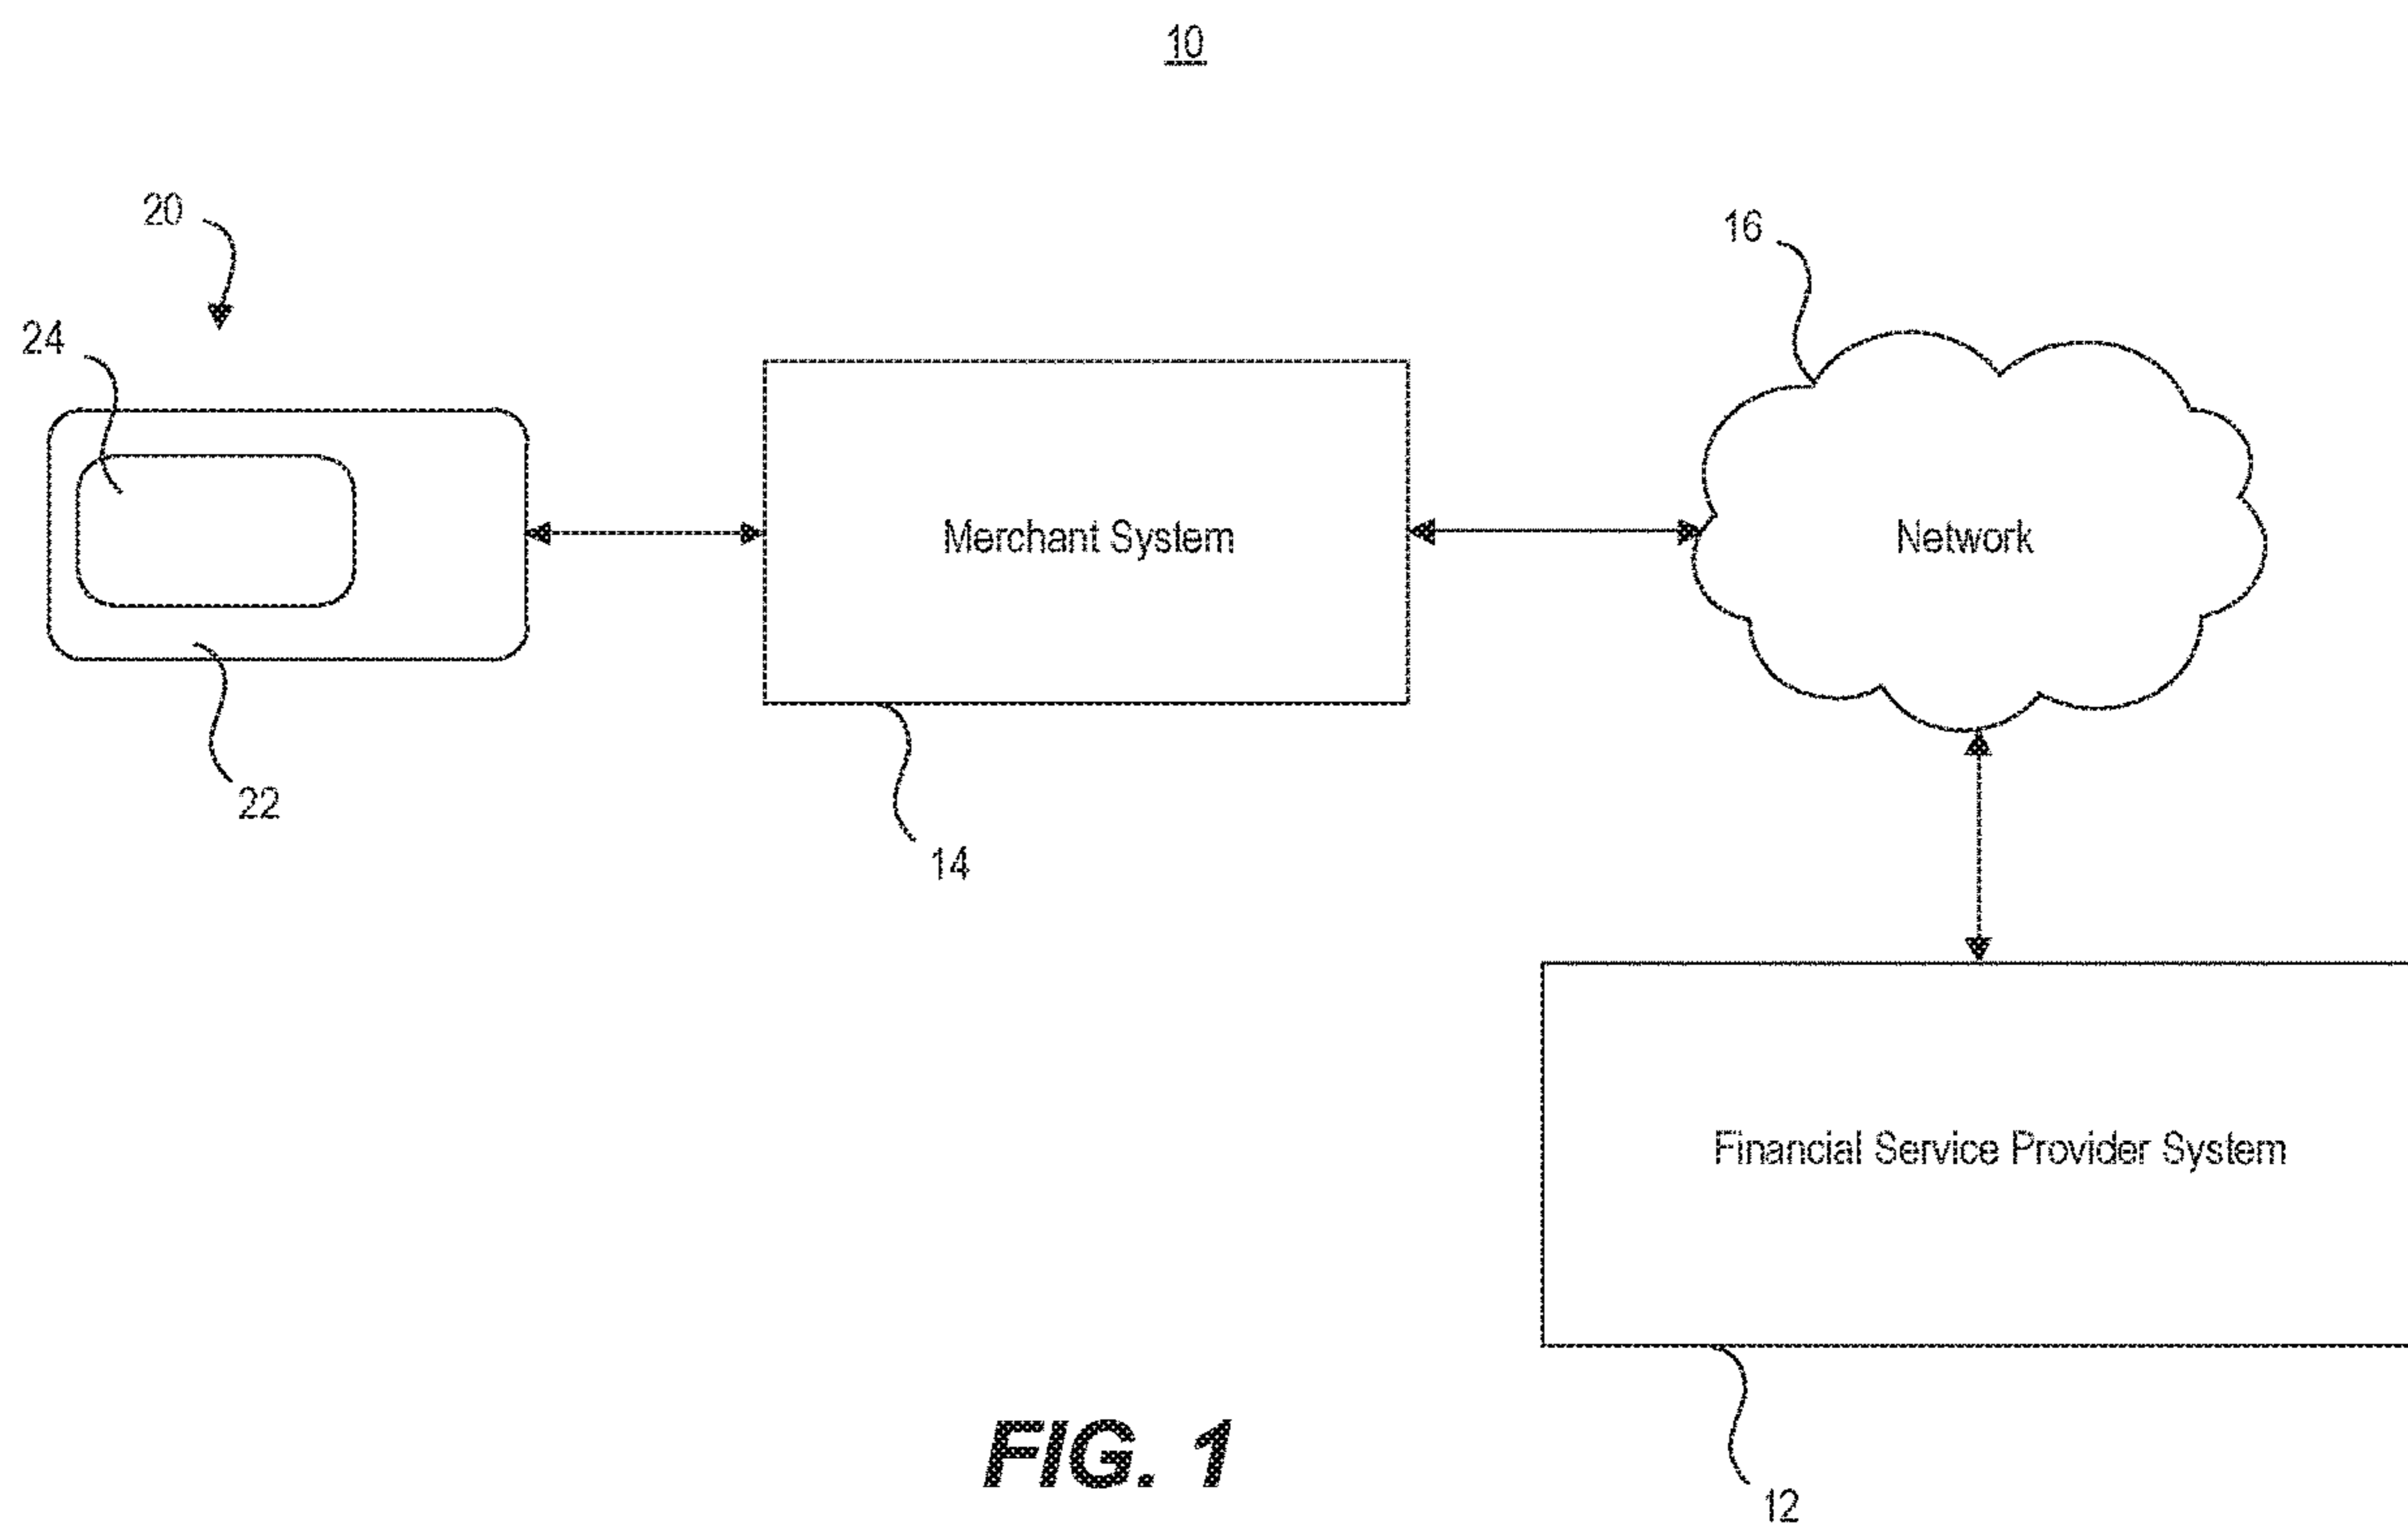 10
20
16
24
Merchant System
Network
22
14
Financial Service Provider System
FIG. 1
12